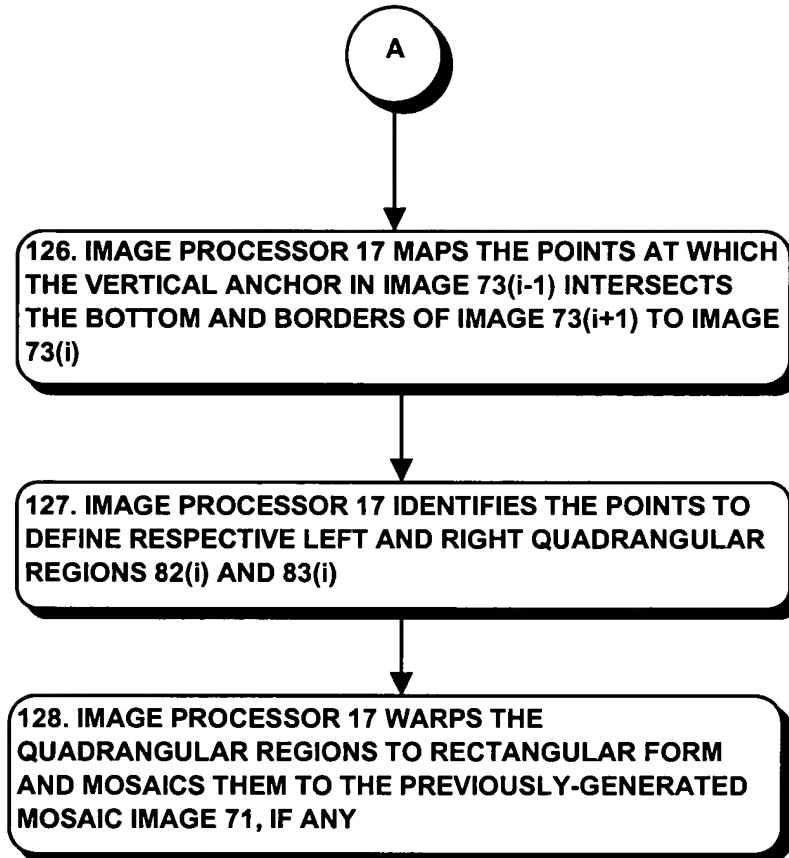 A
126. IMAGE PROCESSOR 17 MAPS THE POINTS AT WHICH
THE VERTICAL ANCHOR IN IMAGE 73(i-1) INTERSECTS
THE BOTTOM AND BORDERS OF IMAGE 73(i+1) TO IMAGE
73(i)
127. IMAGE PROCESSOR 17 IDENTIFIES THE POINTS TO
DEFINE RESPECTIVE LEFT AND RIGHT QUADRANGULAR
REGIONS 82(i) AND 83(i)
128. IMAGE PROCESSOR 17 WARPS THE
QUADRANGULAR REGIONS TO RECTANGULAR FORM
AND MOSAICS THEM TO THE PREVIOUSLY-GENERATED
MOSAIC IMAGE 71, IF ANY